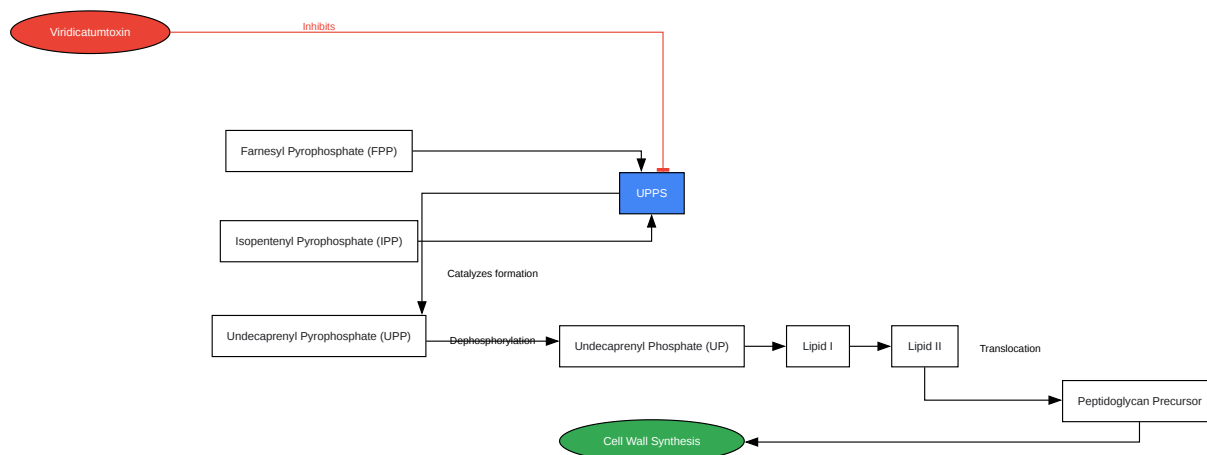 Viridicatumtoxin
Inhibits
Farnesyl Pyrophosphate (FPP)
UPPS
Isopentenyl Pyrophosphate (IPP)
Catalyzes formation
Undecaprenyl Pyrophosphate (UPP)
Dephosphorylation
Undecaprenyl Phosphate (UP)
Lipid I
Lipid II
Translocation
Peptidoglycan Precursor
Cell Wall Synthesis